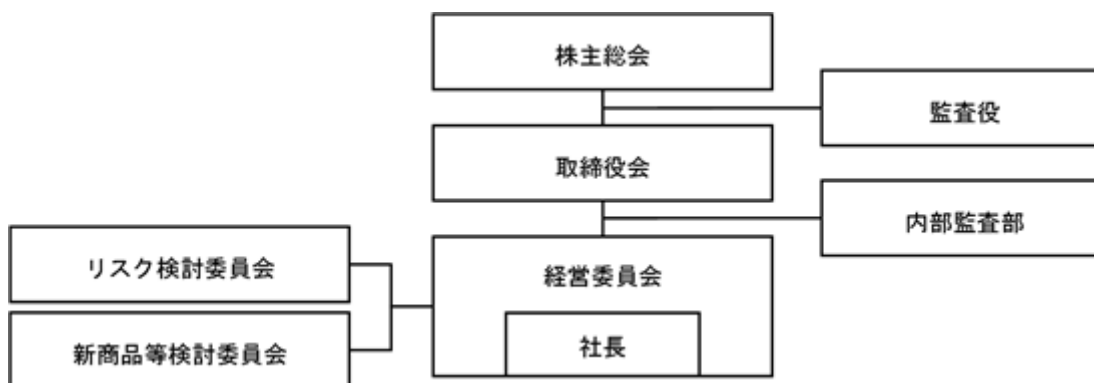 株主総会
監査役
取締役会
内部監査部
リスク検討委員会
経営委員会
社長
新商品等検討委員会